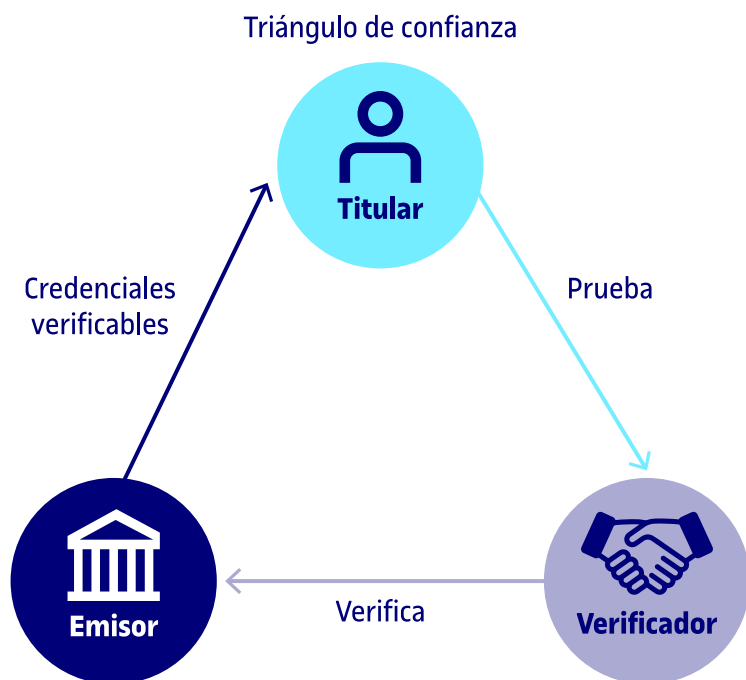 Triángulo de confianza
Titular
Credenciales
verificables
Prueba
Emisor
Verifica
Verificador